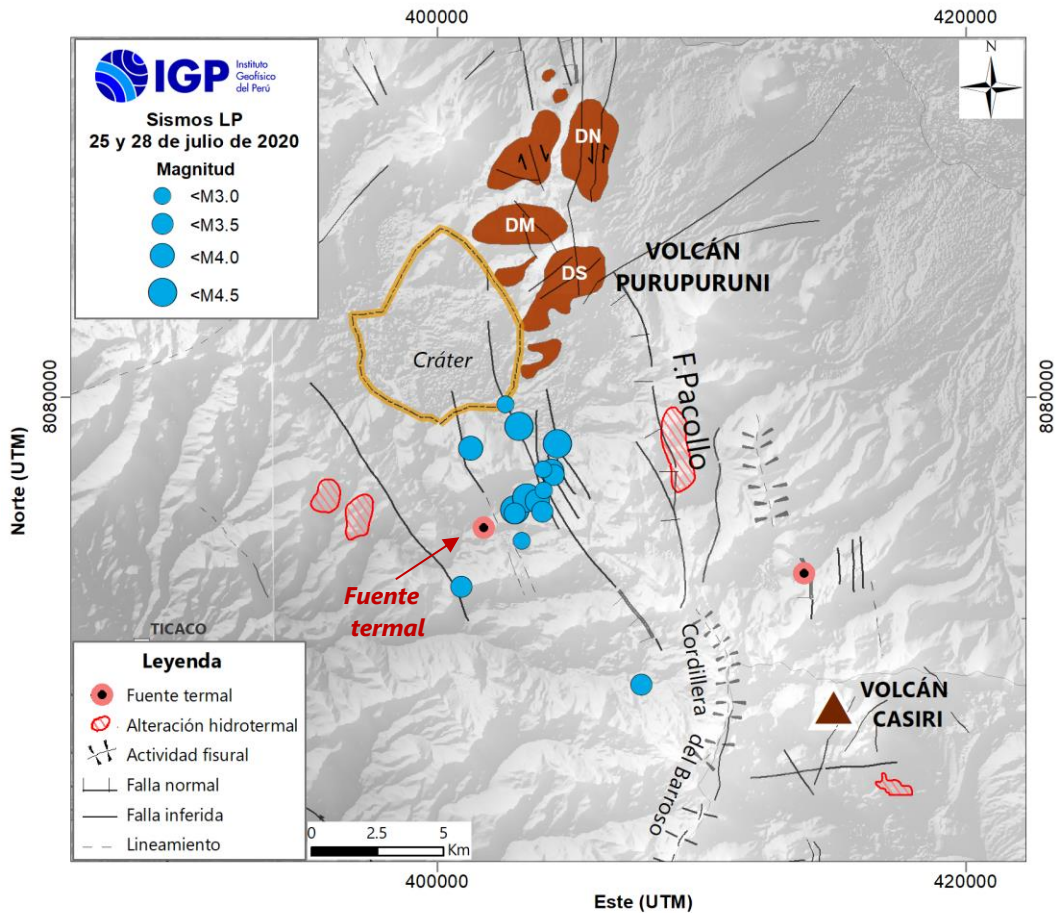 400000
420000
IGP
Instituto
Geofísico
del Perú
Sismos LP
25 y 28 de julio de 2020
Magnitud
<M3.0
<M3.5
<M4.0
<M4.5
N
DN
DM
DS
VOLCÁN
PURUPURUNI
Cráter
F.Pacollo
8080000
8080000
Norte (UTM)
Fuente
termal
TICACO
Cordillera
del Barroso
VOLCÁN
CASIRI
Leyenda
Fuente termal
Alteración hidrotermal
Actividad fisural
Falla normal
Falla inferida
Lineamiento
0 2.5 5
Km
400000
420000
Este (UTM)